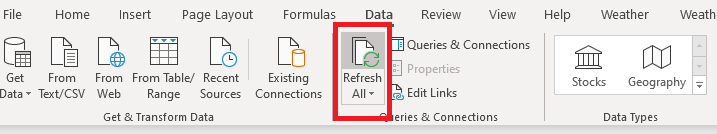 File Home Insert Page Layout Formulas Data Review View Help Weather Weath
Get Data
From Text/CSV
From Web
From Table/ Range
Recent Sources
Existing Connections
Refresh All
Queries & Connections
Properties
Edit Links
Stocks
Geography
Get & Transform Data
Queries & Connections
Data Types